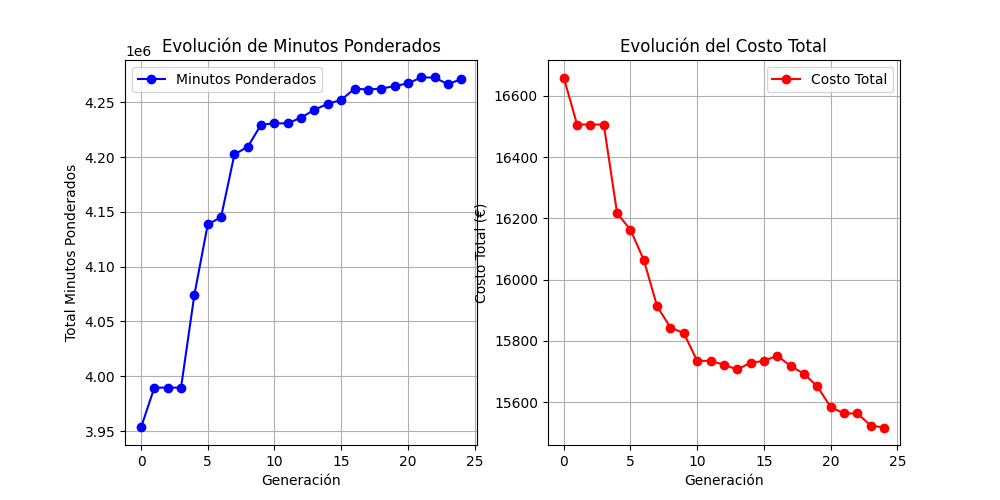 Evolución de Minutos Ponderados
1e6
Minutos Ponderados
4.25
4.20
4.15
4.10
4.05
4.00
3.95
Total Minutos Ponderados
0 5 10 15 20 25
Generación
Evolución del Costo Total
Costo Total
16600
16400
16200
16000
15800
15600
Costo Total (€)
0 5 10 15 20 25
Generación